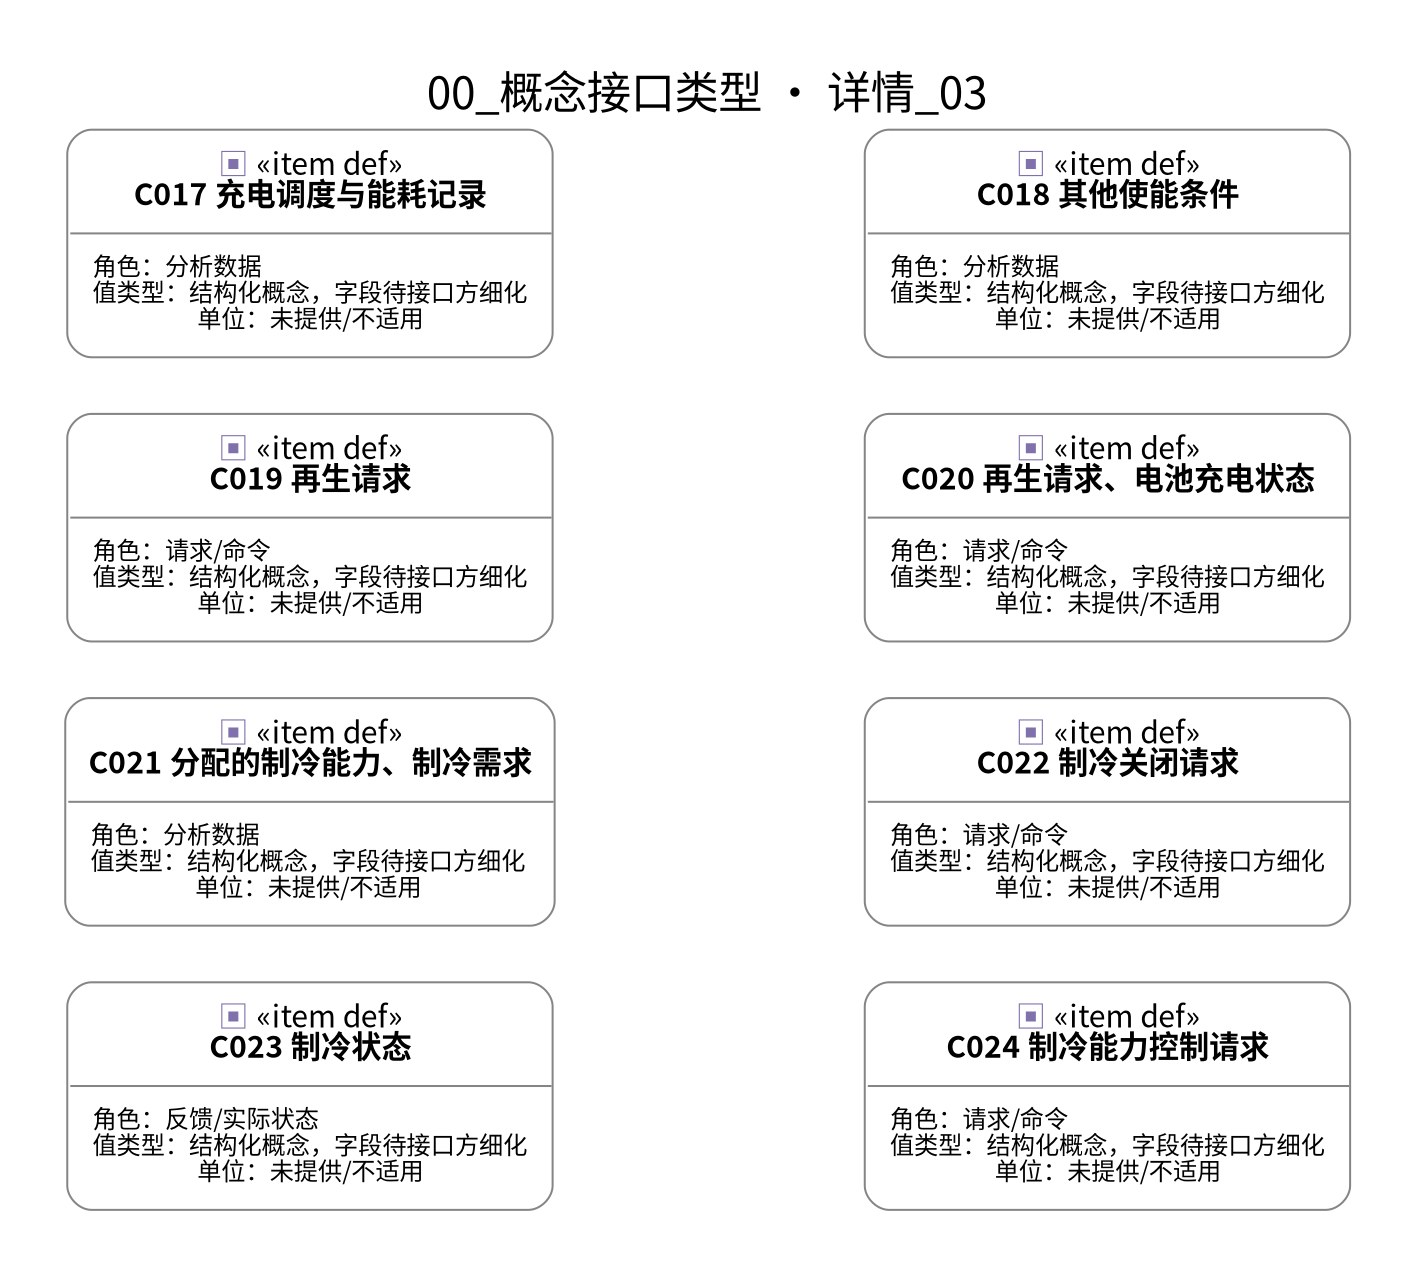 00_概念接口类型 · 详情_03
«item def»
C017 充电调度与能耗记录
角色：分析数据
值类型：结构化概念，字段待接口方细化
单位：未提供/不适用
«item def»
C018 其他使能条件
角色：分析数据
值类型：结构化概念，字段待接口方细化
单位：未提供/不适用
«item def»
C019 再生请求
角色：请求/命令
值类型：结构化概念，字段待接口方细化
单位：未提供/不适用
«item def»
C020 再生请求、电池充电状态
角色：请求/命令
值类型：结构化概念，字段待接口方细化
单位：未提供/不适用
«item def»
C021 分配的制冷能力、制冷需求
角色：分析数据
值类型：结构化概念，字段待接口方细化
单位：未提供/不适用
«item def»
C022 制冷关闭请求
角色：请求/命令
值类型：结构化概念，字段待接口方细化
单位：未提供/不适用
«item def»
C023 制冷状态
角色：反馈/实际状态
值类型：结构化概念，字段待接口方细化
单位：未提供/不适用
«item def»
C024 制冷能力控制请求
角色：请求/命令
值类型：结构化概念，字段待接口方细化
单位：未提供/不适用